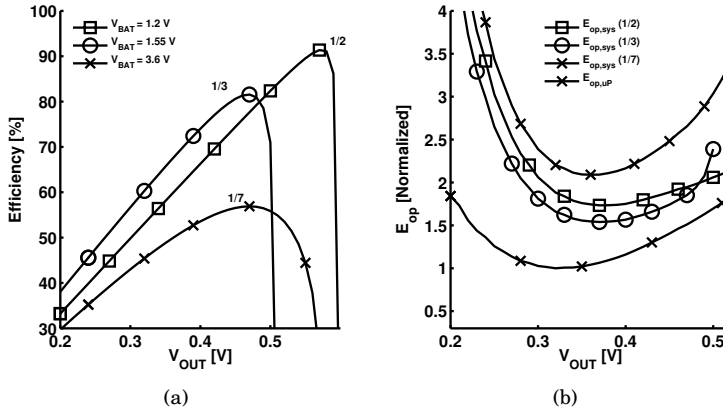 V_BAT = 1.2 V
V_BAT = 1.55 V
V_BAT = 3.6 V
1/2
1/3
1/7
Efficiency [%]
100
90
80
70
60
50
40
30
0.2
0.3
0.4
0.5
V_OUT [V]
(a)
E_op,sys (1/2)
E_op,sys (1/3)
E_op,sys (1/7)
E_op,uP
E_op [Normalized]
4
3.5
3
2.5
2
1.5
1
0.5
0.2
0.3
0.4
0.5
V_OUT [V]
(b)